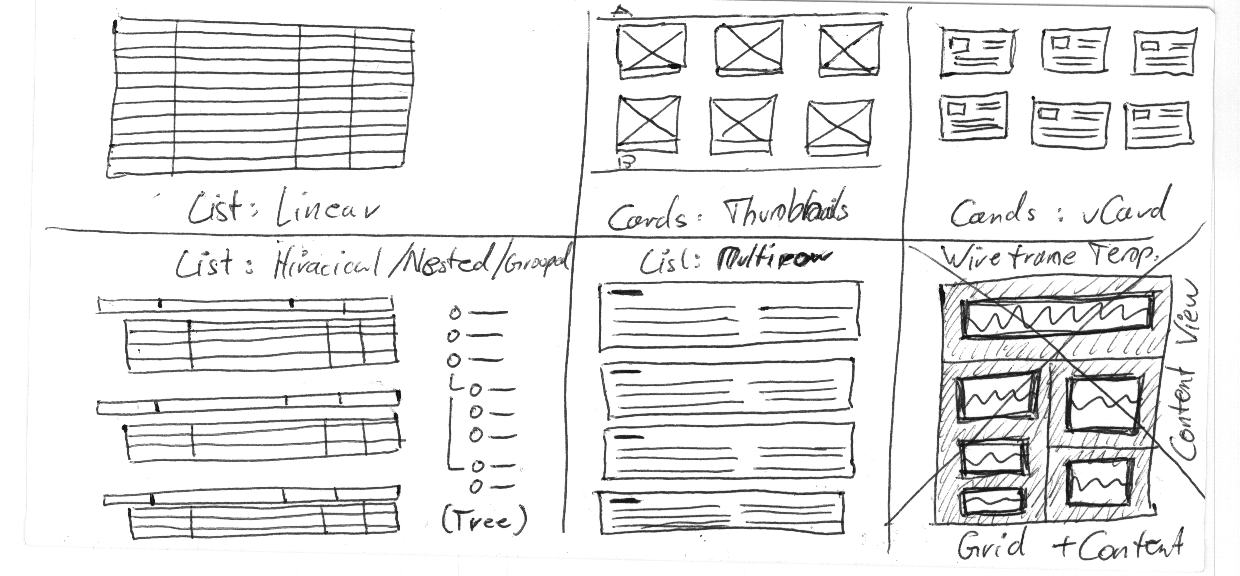 A
B
List: Linear
Cards: Thumbnails
Cards: vCard
List: Hiracical/Nested/Grouped
List: Multirow
Wireframe Temp.
Content View
(Tree)
Grid + Content